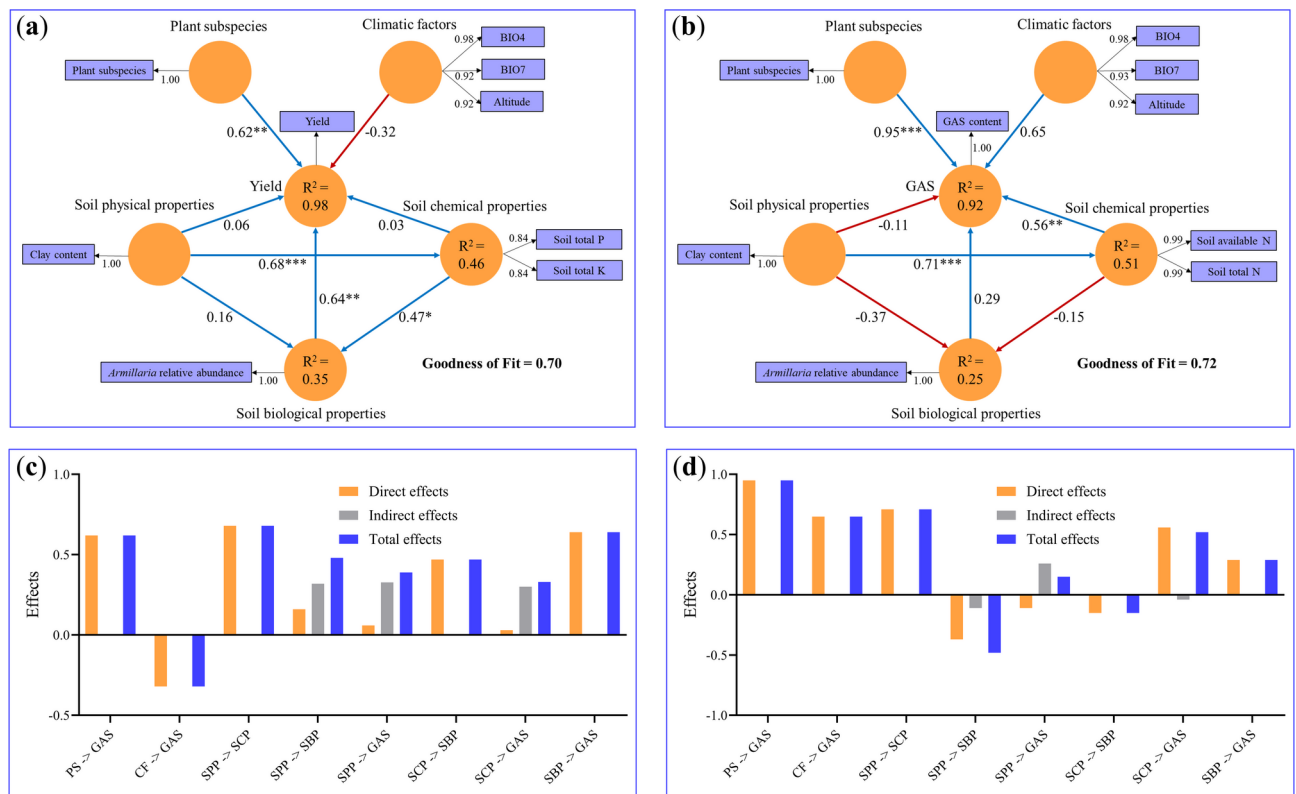 (a)
Plant subspecies
Climatic factors
Plant subspecies
1.00
0.98
BIO4
0.92
BIO7
0.92
Altitude
0.62**
Yield
-0.32
Yield
R² =
0.98
Soil physical properties
Soil chemical properties
0.06
0.03
Clay content
1.00
0.68***
R² =
0.46
0.84
Soil total P
0.84
Soil total K
0.64**
0.16
0.47*
Armillaria relative abundance
1.00
R² =
0.35
Goodness of Fit = 0.70
Soil biological properties
(b)
Plant subspecies
Climatic factors
Plant subspecies
1.00
0.98
BIO4
0.93
BIO7
0.92
Altitude
0.95***
GAS content
1.00
0.65
GAS
R² =
0.92
Soil physical properties
Soil chemical properties
-0.11
0.56**
Clay content
1.00
0.71***
R² =
0.51
0.99
Soil available N
0.99
Soil total N
0.29
-0.37
-0.15
Armillaria relative abundance
1.00
R² =
0.25
Goodness of Fit = 0.72
Soil biological properties
(c)
Effects
1.0
0.5
0.0
-0.5
Direct effects
Indirect effects
Total effects
PS -> GAS
CF -> GAS
SPP -> SCP
SPP -> SBP
SPP -> GAS
SCP -> SBP
SCP -> GAS
SBP -> GAS
(d)
Effects
1.0
0.5
0.0
-0.5
-1.0
Direct effects
Indirect effects
Total effects
PS -> GAS
CF -> GAS
SPP -> SCP
SPP -> SBP
SPP -> GAS
SCP -> SBP
SCP -> GAS
SBP -> GAS